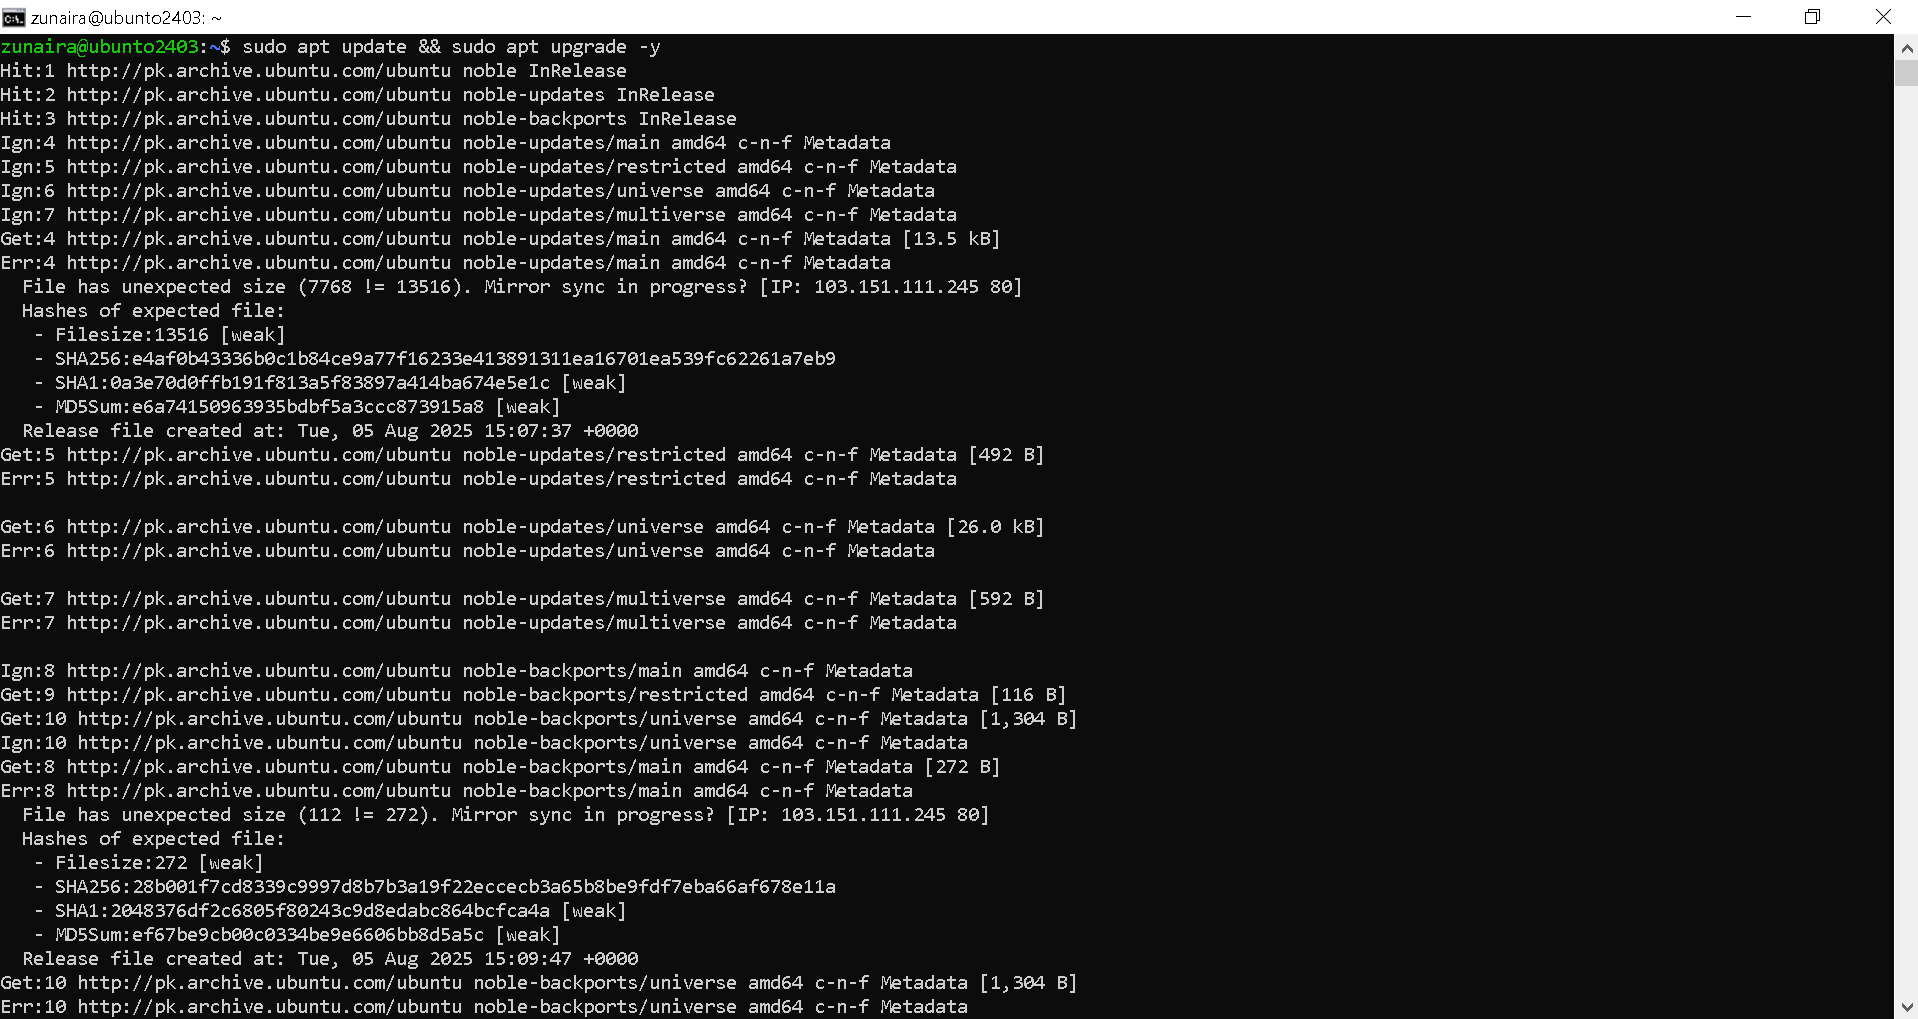 zunaira@ubunto2403: ~
zunaira@ubunto2403:~$ sudo apt update && sudo apt upgrade -y
Hit:1 http://pk.archive.ubuntu.com/ubuntu noble InRelease
Hit:2 http://pk.archive.ubuntu.com/ubuntu noble-updates InRelease
Hit:3 http://pk.archive.ubuntu.com/ubuntu noble-backports InRelease
Ign:4 http://pk.archive.ubuntu.com/ubuntu noble-updates/main amd64 c-n-f Metadata
Ign:5 http://pk.archive.ubuntu.com/ubuntu noble-updates/restricted amd64 c-n-f Metadata
Ign:6 http://pk.archive.ubuntu.com/ubuntu noble-updates/universe amd64 c-n-f Metadata
Ign:7 http://pk.archive.ubuntu.com/ubuntu noble-updates/multiverse amd64 c-n-f Metadata
Get:4 http://pk.archive.ubuntu.com/ubuntu noble-updates/main amd64 c-n-f Metadata [13.5 kB]
Err:4 http://pk.archive.ubuntu.com/ubuntu noble-updates/main amd64 c-n-f Metadata
  File has unexpected size (7768 != 13516). Mirror sync in progress? [IP: 103.151.111.245 80]
  Hashes of expected file:
   - Filesize:13516 [weak]
   - SHA256:e4af0b43336b0c1b84ce9a77f16233e413891311ea16701ea539fc62261a7eb9
   - SHA1:0a3e70d0ffb191f813a5f83897a414ba674e5e1c [weak]
   - MD5Sum:e6a74150963935bdbf5a3ccc873915a8 [weak]
  Release file created at: Tue, 05 Aug 2025 15:07:37 +0000
Get:5 http://pk.archive.ubuntu.com/ubuntu noble-updates/restricted amd64 c-n-f Metadata [492 B]
Err:5 http://pk.archive.ubuntu.com/ubuntu noble-updates/restricted amd64 c-n-f Metadata
Get:6 http://pk.archive.ubuntu.com/ubuntu noble-updates/universe amd64 c-n-f Metadata [26.0 kB]
Err:6 http://pk.archive.ubuntu.com/ubuntu noble-updates/universe amd64 c-n-f Metadata
Get:7 http://pk.archive.ubuntu.com/ubuntu noble-updates/multiverse amd64 c-n-f Metadata [592 B]
Err:7 http://pk.archive.ubuntu.com/ubuntu noble-updates/multiverse amd64 c-n-f Metadata
Ign:8 http://pk.archive.ubuntu.com/ubuntu noble-backports/main amd64 c-n-f Metadata
Get:9 http://pk.archive.ubuntu.com/ubuntu noble-backports/restricted amd64 c-n-f Metadata [116 B]
Get:10 http://pk.archive.ubuntu.com/ubuntu noble-backports/universe amd64 c-n-f Metadata [1,304 B]
Ign:10 http://pk.archive.ubuntu.com/ubuntu noble-backports/universe amd64 c-n-f Metadata
Get:8 http://pk.archive.ubuntu.com/ubuntu noble-backports/main amd64 c-n-f Metadata [272 B]
Err:8 http://pk.archive.ubuntu.com/ubuntu noble-backports/main amd64 c-n-f Metadata
  File has unexpected size (112 != 272). Mirror sync in progress? [IP: 103.151.111.245 80]
  Hashes of expected file:
   - Filesize:272 [weak]
   - SHA256:28b001f7cd8339c9997d8b7b3a19f22eccecb3a65b8be9fdf7eba66af678e11a
   - SHA1:2048376df2c6805f80243c9d8edabc864bcfca4a [weak]
   - MD5Sum:ef67be9cb00c0334be9e6606bb8d5a5c [weak]
  Release file created at: Tue, 05 Aug 2025 15:09:47 +0000
Get:10 http://pk.archive.ubuntu.com/ubuntu noble-backports/universe amd64 c-n-f Metadata [1,304 B]
Err:10 http://pk.archive.ubuntu.com/ubuntu noble-backports/universe amd64 c-n-f Metadata